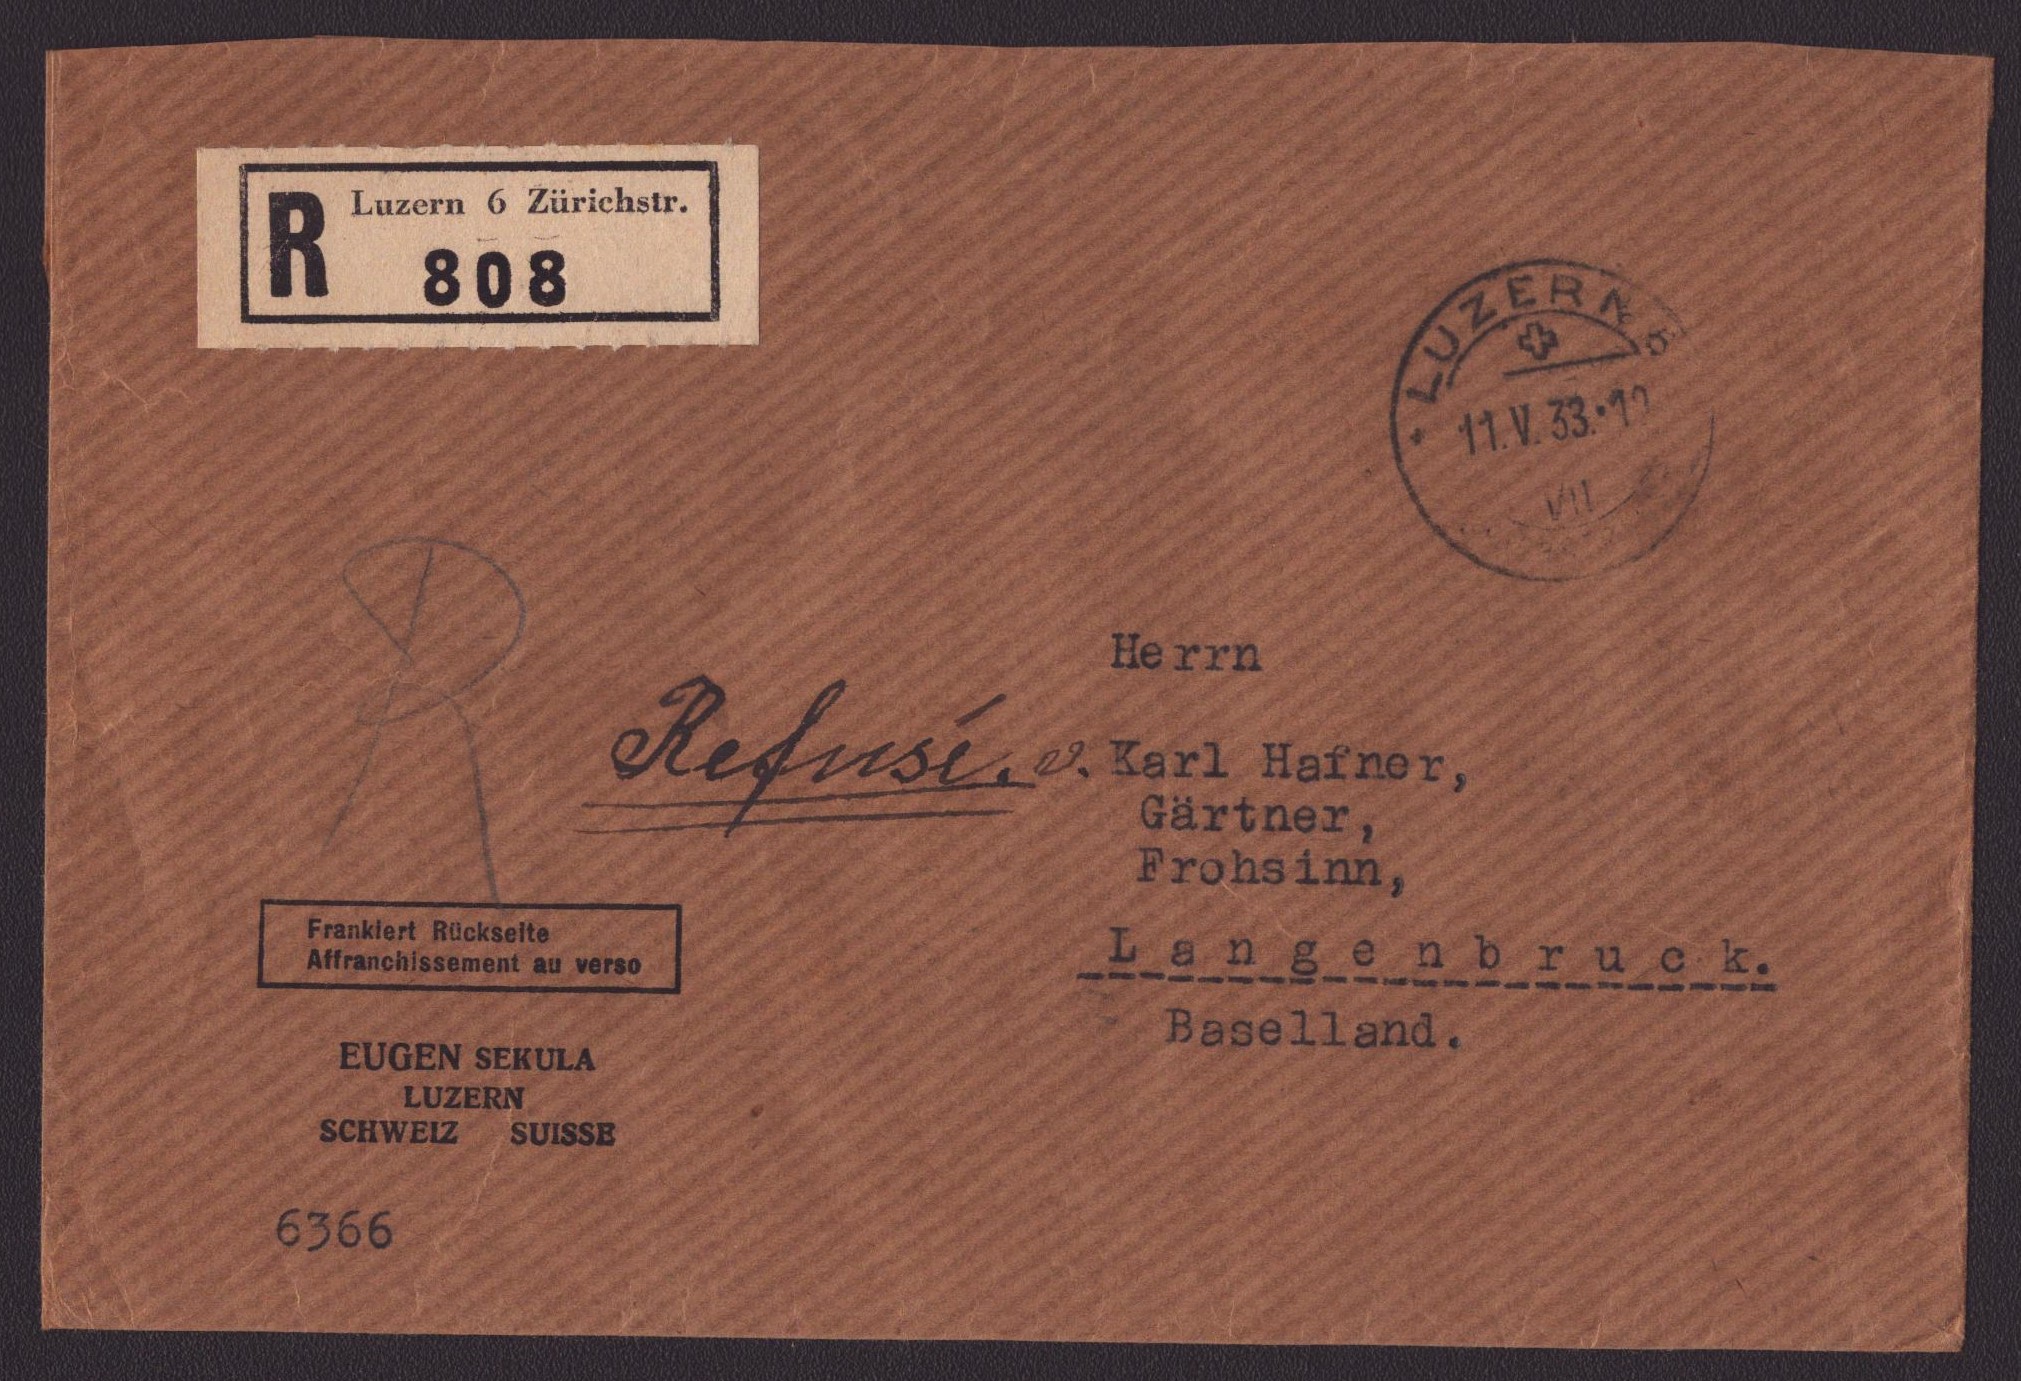 R Luzern 6 Zürichstr.
808
LUZERN
11.V.33.
VII
R
Herrn
Refusé. v. Karl Hafner,
Gärtner,
Frohsinn,
Langenbruck.
Baselland.
Frankiert Rückseite
Affranchissement au verso
EUGEN SEKULA
LUZERN
SCHWEIZ SUISSE
6366